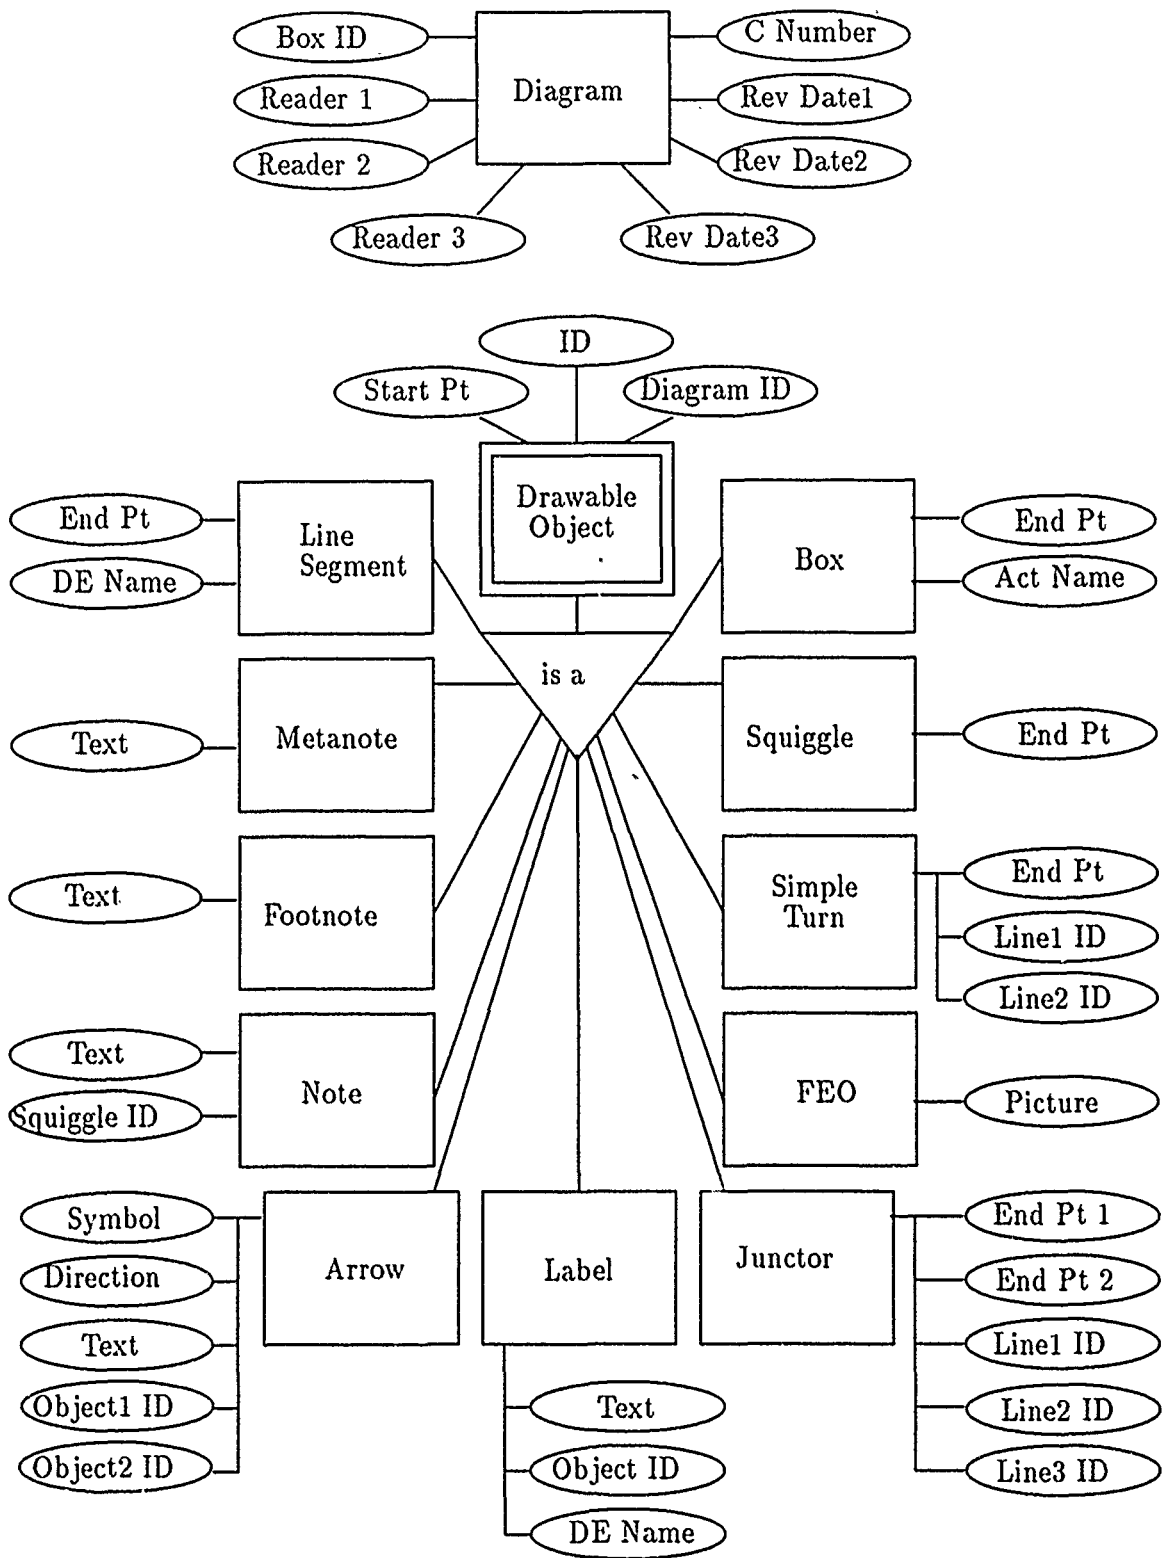 Box ID
C Number
Diagram
Reader 1
Rev Date1
Reader 2
Rev Date2
Reader 3
Rev Date3
ID
Start Pt
Diagram ID
Drawable
Object
Line
Segment
End Pt
DE Name
Box
End Pt
Act Name
is a
Metanote
Text
Squiggle
End Pt
Footnote
Text
Simple
Turn
End Pt
Line1 ID
Line2 ID
Note
Text
Squiggle ID
FEO
Picture
Arrow
Symbol
Direction
Text
Object1 ID
Object2 ID
Label
Text
Object ID
DE Name
Junctor
End Pt 1
End Pt 2
Line1 ID
Line2 ID
Line3 ID